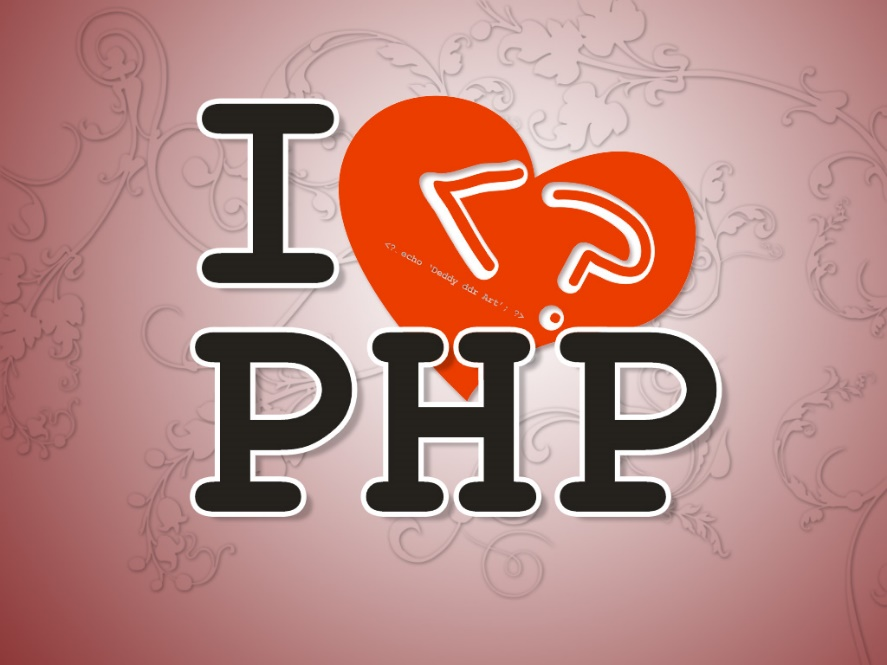 I <?
<? echo 'Deddy ddr Art'; ?>
PHP